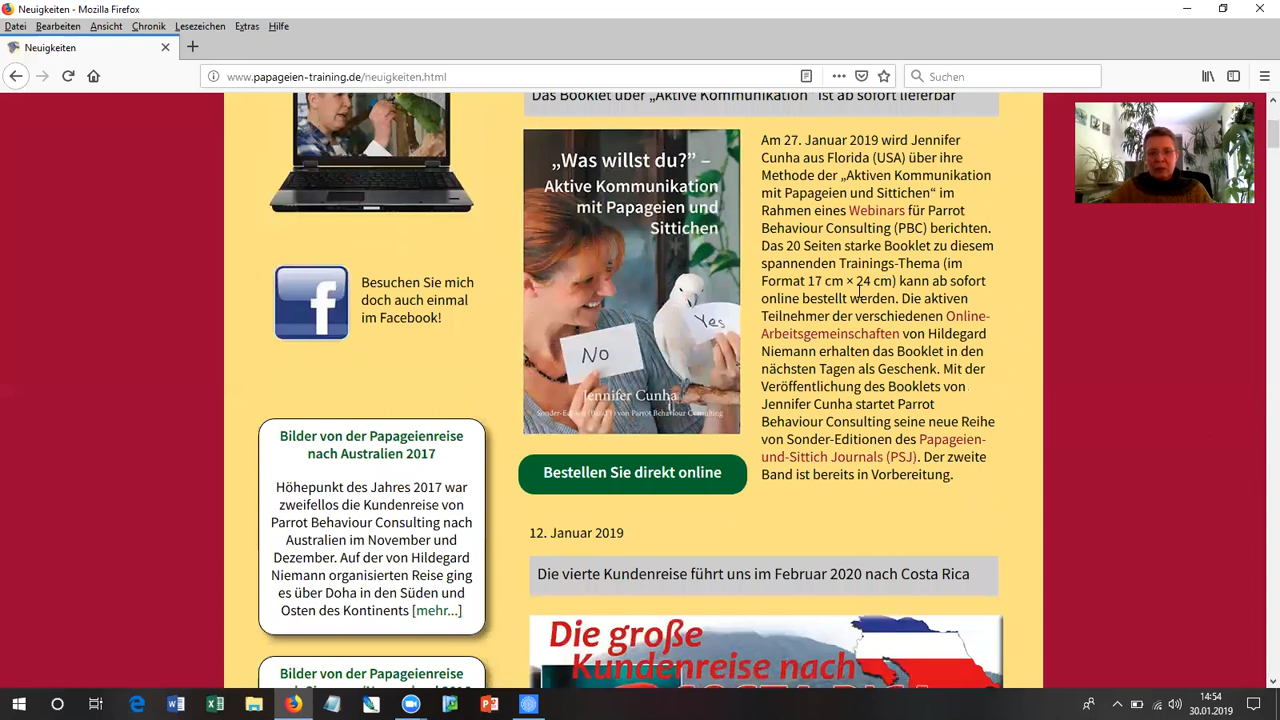 Neuigkeiten - Mozilla Firefox
Datei Bearbeiten Ansicht Chronik Lesezeichen Extras Hilfe
Neuigkeiten
www.papageien-training.de/neuigkeiten.html
Suchen
Das Booklet über „Aktive Kommunikation" ist ab sofort lieferbar
„Was willst du?" –
Aktive Kommunikation
mit Papageien und
Sittichen
No
Yes
Jennifer Cunha
Sonder-Edition (Band 1) von Parrot Behaviour Consulting
Bestellen Sie direkt online
Am 27. Januar 2019 wird Jennifer
Cunha aus Florida (USA) über ihre
Methode der „Aktiven Kommunikation
mit Papageien und Sittichen" im
Rahmen eines Webinars für Parrot
Behaviour Consulting (PBC) berichten.
Das 20 Seiten starke Booklet zu diesem
spannenden Trainings-Thema (im
Format 17 cm × 24 cm) kann ab sofort
online bestellt werden. Die aktiven
Teilnehmer der verschiedenen Online-
Arbeitsgemeinschaften von Hildegard
Niemann erhalten das Booklet in den
nächsten Tagen als Geschenk. Mit der
Veröffentlichung des Booklets von
Jennifer Cunha startet Parrot
Behaviour Consulting seine neue Reihe
von Sonder-Editionen des Papageien-
und-Sittich Journals (PSJ). Der zweite
Band ist bereits in Vorbereitung.
Besuchen Sie mich
doch auch einmal
im Facebook!
Bilder von der Papageienreise
nach Australien 2017
Höhepunkt des Jahres 2017 war
zweifellos die Kundenreise von
Parrot Behaviour Consulting nach
Australien im November und
Dezember. Auf der von Hildegard
Niemann organisierten Reise ging
es über Doha in den Süden und
Osten des Kontinents [mehr...]
Bilder von der Papageienreise
12. Januar 2019
Die vierte Kundenreise führt uns im Februar 2020 nach Costa Rica
Die große
Kundenreise nach
14:54
30.01.2019